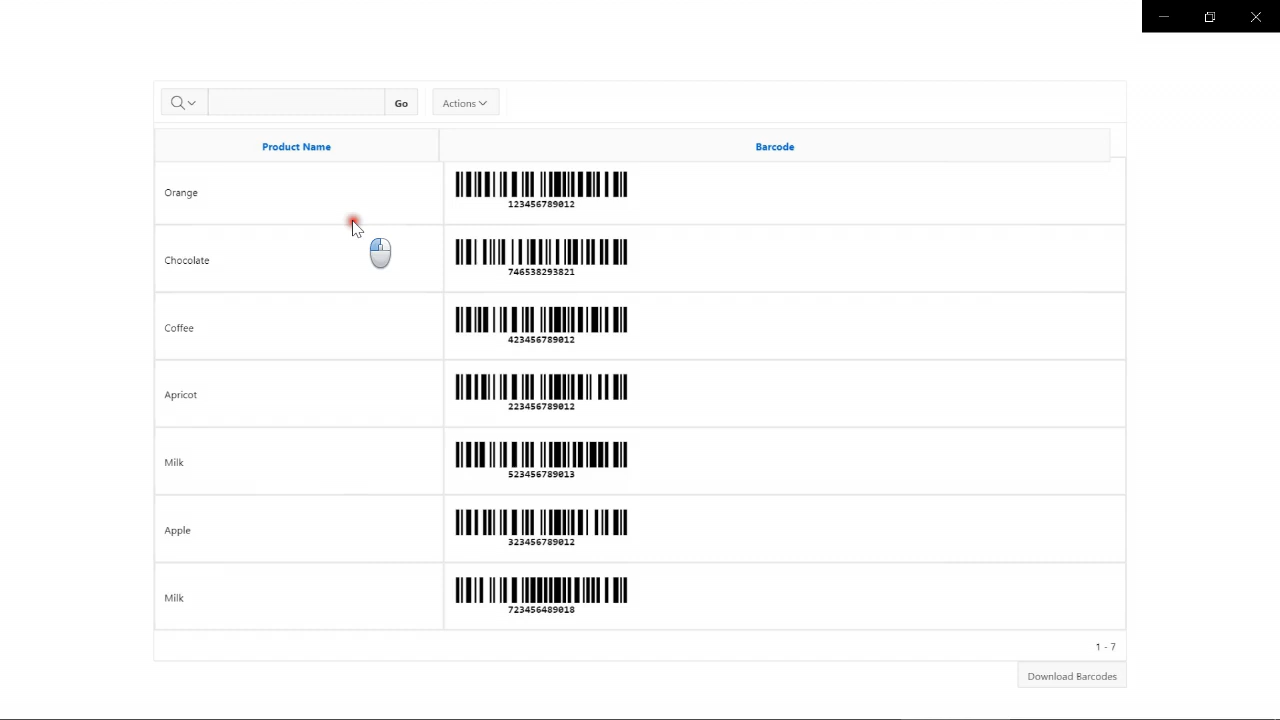 Go
Actions
Product Name
Barcode
Orange
123456789012
Chocolate
746538293821
Coffee
423456789012
Apricot
223456789012
Milk
523456789013
Apple
323456789012
Milk
723456489018
1 - 7
Download Barcodes